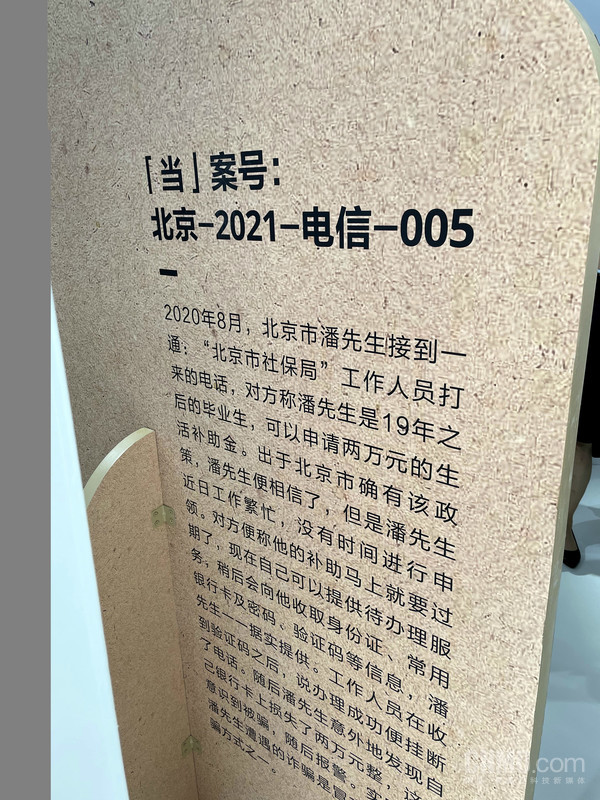 「当」案号：
北京-2021-电信-005
2020年8月，北京市潘先生接到一
通：“北京市社保局”工作人员打
来的电话，对方称潘先生是19年之
后的毕业生，可以申请两万元的生
活补助金。出于北京市确有该政
策，潘先生便相信了，但是潘先生
近日工作繁忙，没有时间进行申
领。对方便称他的补助马上就要过
期了，现在自己可以提供待办理服
务，稍后会向他收取身份证、常用
银行卡及密码、验证码等信息，潘
先生一一据实提供。工作人员在收
到验证码之后，说办理成功便挂断
了电话。随后潘先生意外地发现自
己银行卡上损失了两万元整，这
意识到被骗，随后报警。实
潘先生遭遇的诈骗是冒
骗方式之一。
.com